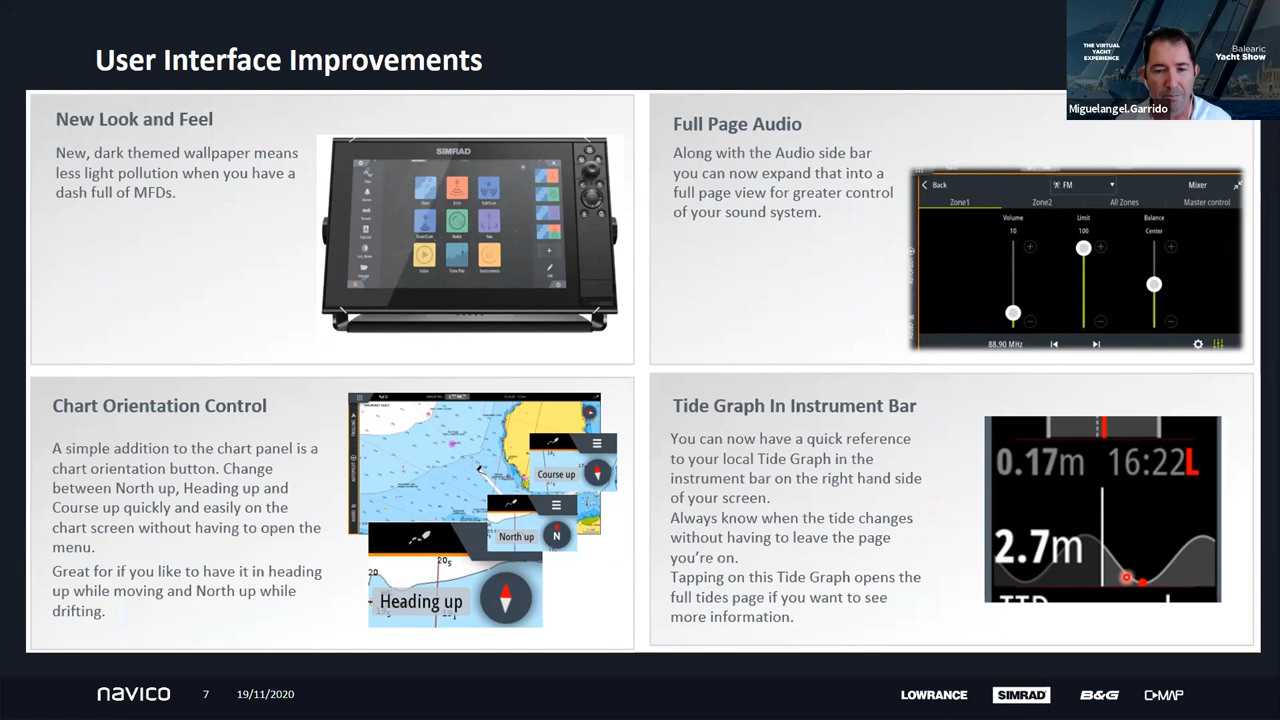 User Interface Improvements
THE VIRTUAL
YACHT
EXPERIENCE
Balearic
Yacht Show
Miguelangel.Garrido
New Look and Feel
New, dark themed wallpaper means
less light pollution when you have a
dash full of MFDs.
SIMRAD
Full Page Audio
Along with the Audio side bar
you can now expand that into a
full page view for greater control
of your sound system.
Back
FM
Mixer
Zone1
Zone2
All Zones
Master control
Volume
Limit
Balance
10
100
Center
88.90 MHz
Chart Orientation Control
A simple addition to the chart panel is a
chart orientation button. Change
between North up, Heading up and
Course up quickly and easily on the
chart screen without having to open the
menu.
Great for if you like to have it in heading
up while moving and North up while
drifting.
Course up
North up
N
20s
20
Heading up
Tide Graph In Instrument Bar
You can now have a quick reference
to your local Tide Graph in the
instrument bar on the right hand side
of your screen.
Always know when the tide changes
without having to leave the page
you're on.
Tapping on this Tide Graph opens the
full tides page if you want to see
more information.
0.17m 16:22L
2.7m
NAVICO
7
19/11/2020
LOWRANCE
SIMRAD
B&G
C-MAP